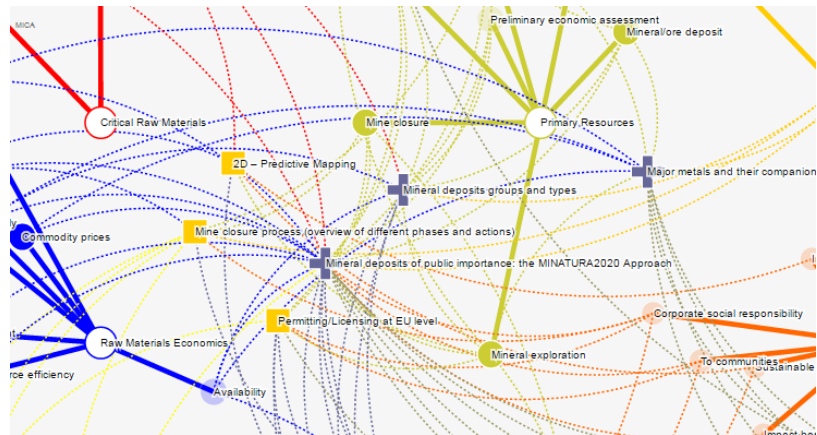 MICA
Preliminary economic assessment
Mineral/ore deposit
Critical Raw Materials
Mine closure
Primary Resources
2D – Predictive Mapping
Major metals and their companion
Mineral deposits groups and types
Commodity prices
Mine closure process (overview of different phases and actions)
Mineral deposits of public importance: the MINATURA2020 Approach
Corporate social responsibility
Permitting/Licensing at EU level
Raw Materials Economics
Mineral exploration
To communities
Sustainable
rce efficiency
Availability